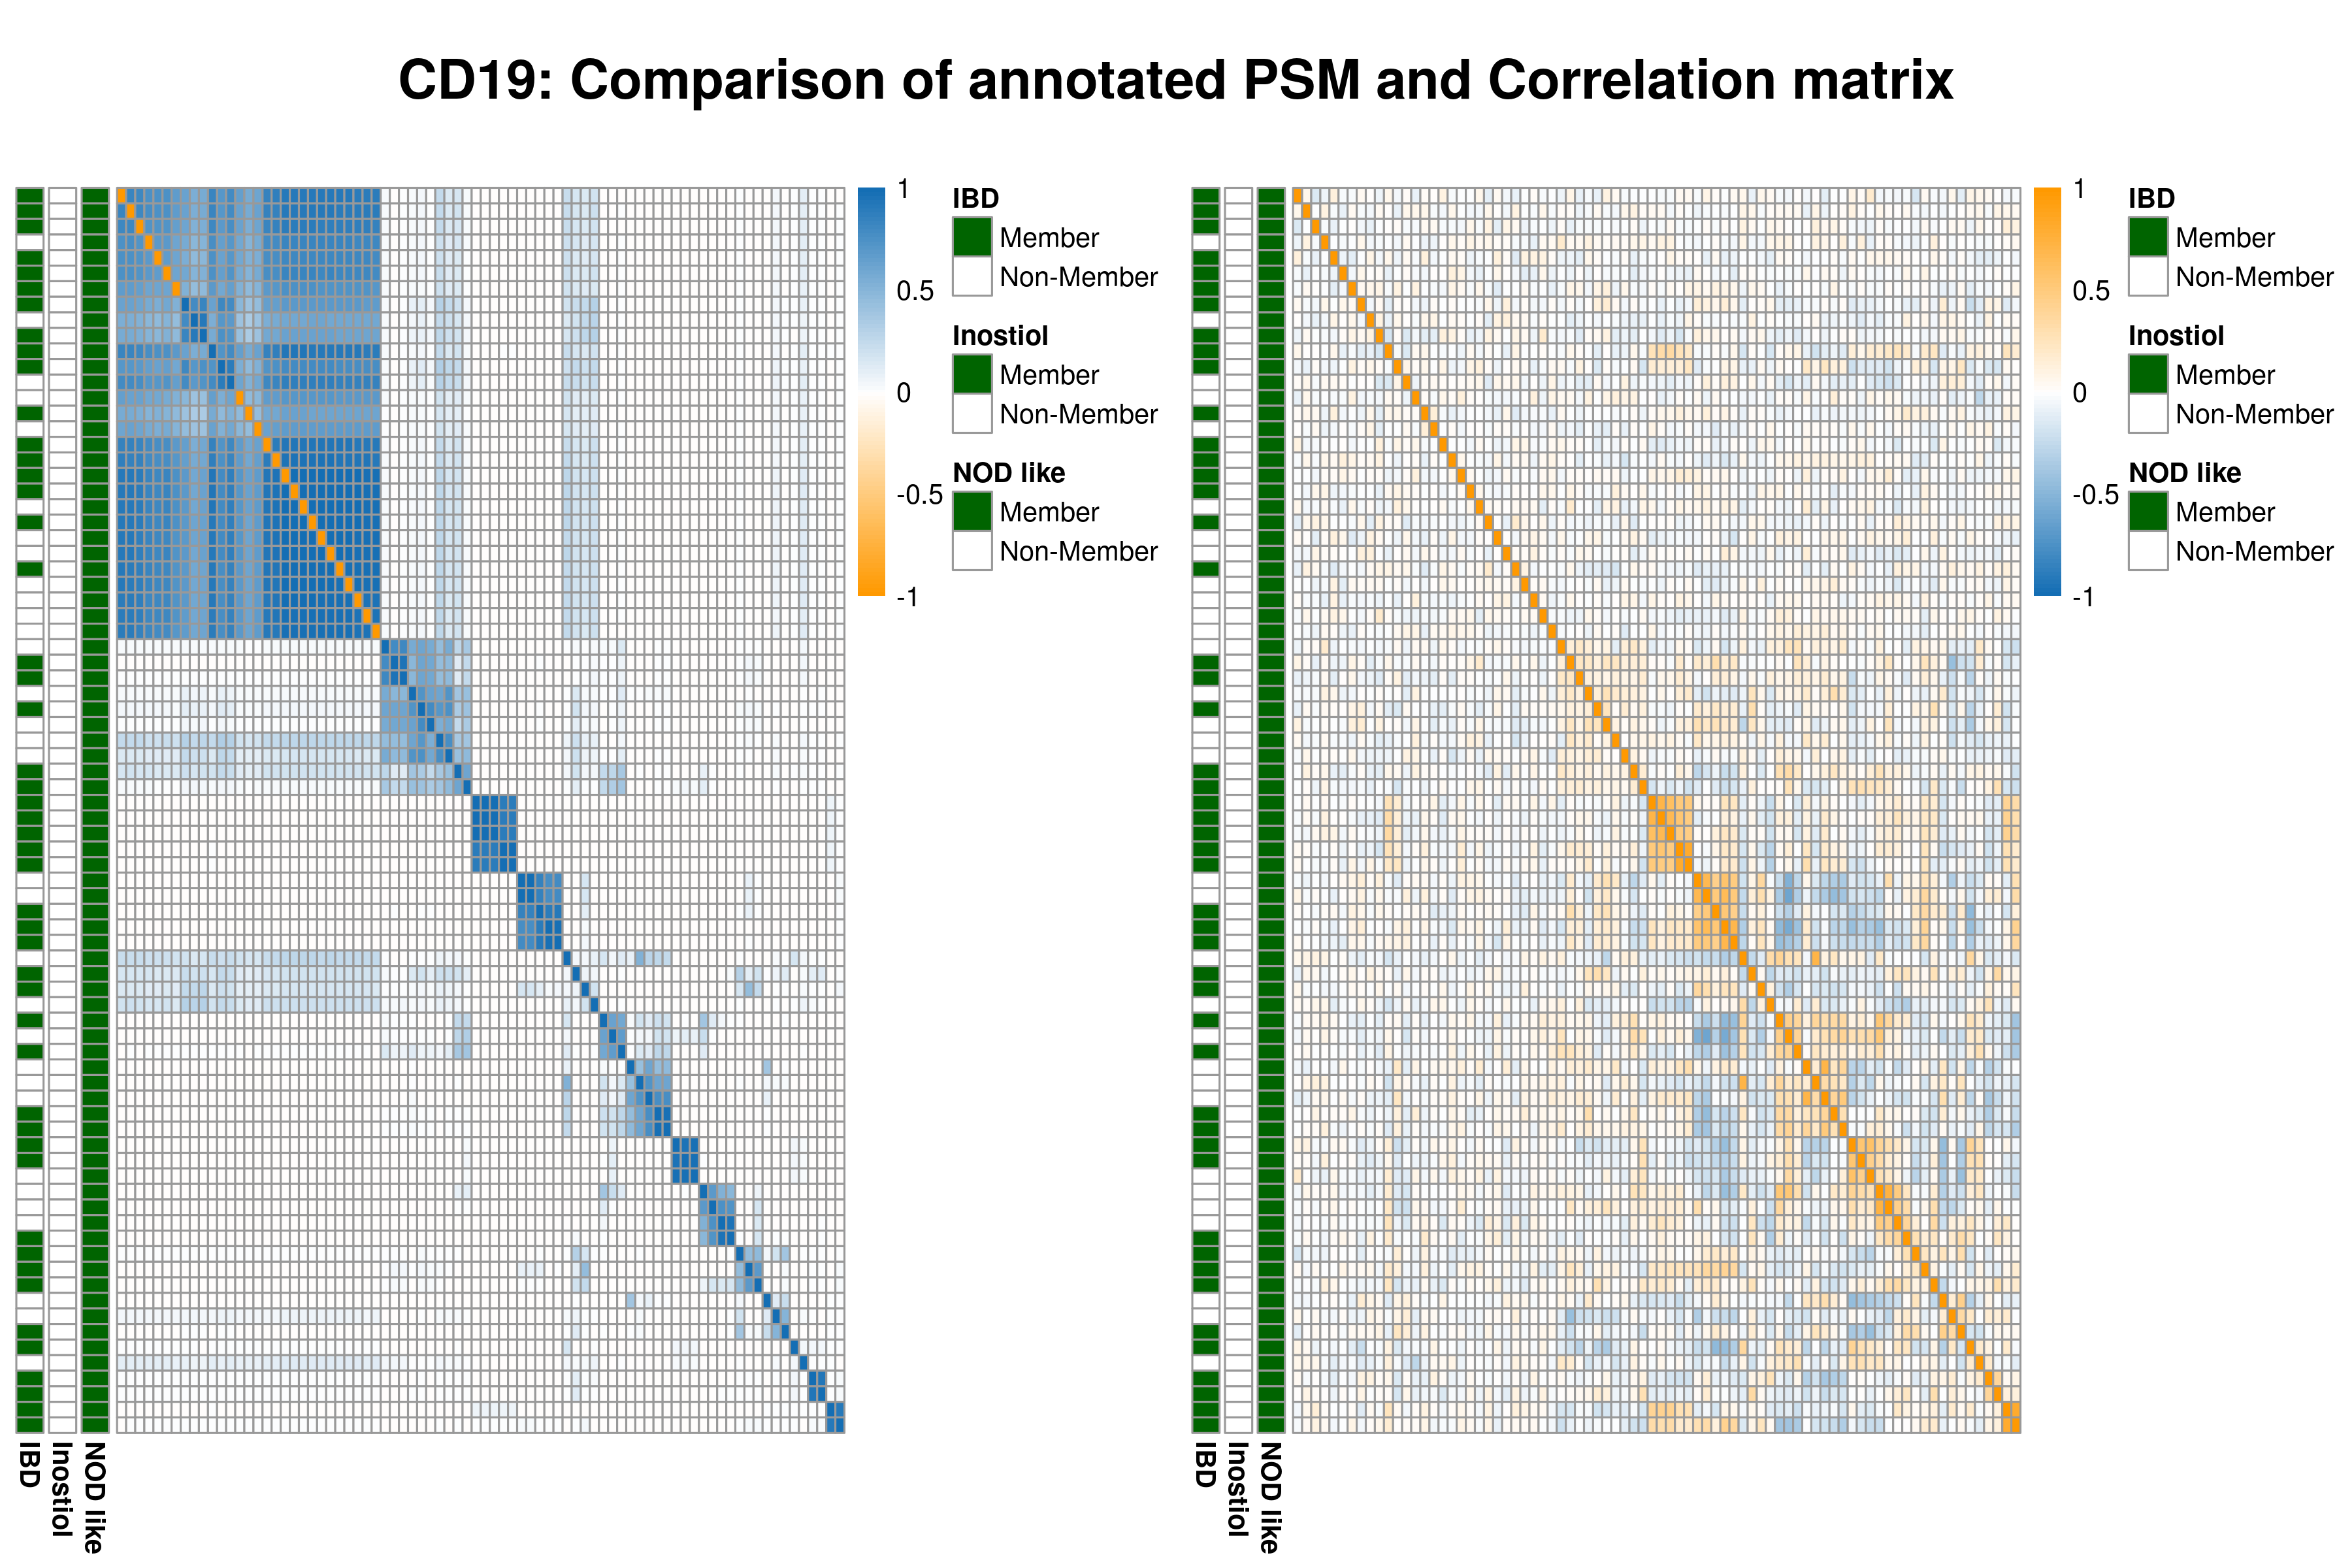 CD19: Comparison of annotated PSM and Correlation matrix
1
0.5
0
-0.5
-1
IBD
Member
Non-Member
Inostiol
Member
Non-Member
NOD like
Member
Non-Member
IBD
Inostiol
NOD like
1
0.5
0
-0.5
-1
IBD
Member
Non-Member
Inostiol
Member
Non-Member
NOD like
Member
Non-Member
IBD
Inostiol
NOD like